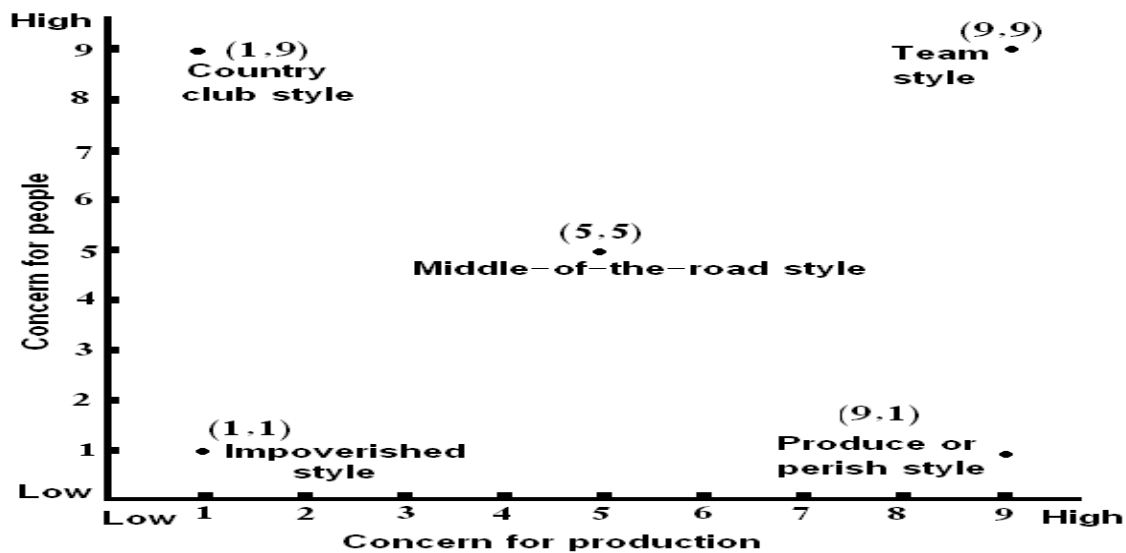 High
9
(1,9)
Country
club style
(9,9)
Team
style
8
7
6
5
(5,5)
Middle-of-the-road style
4
3
2
1
(1,1)
Impoverished
style
(9,1)
Produce or
perish style
Low
Concern for people
Low 1 2 3 4 5 6 7 8 9 High
Concern for production